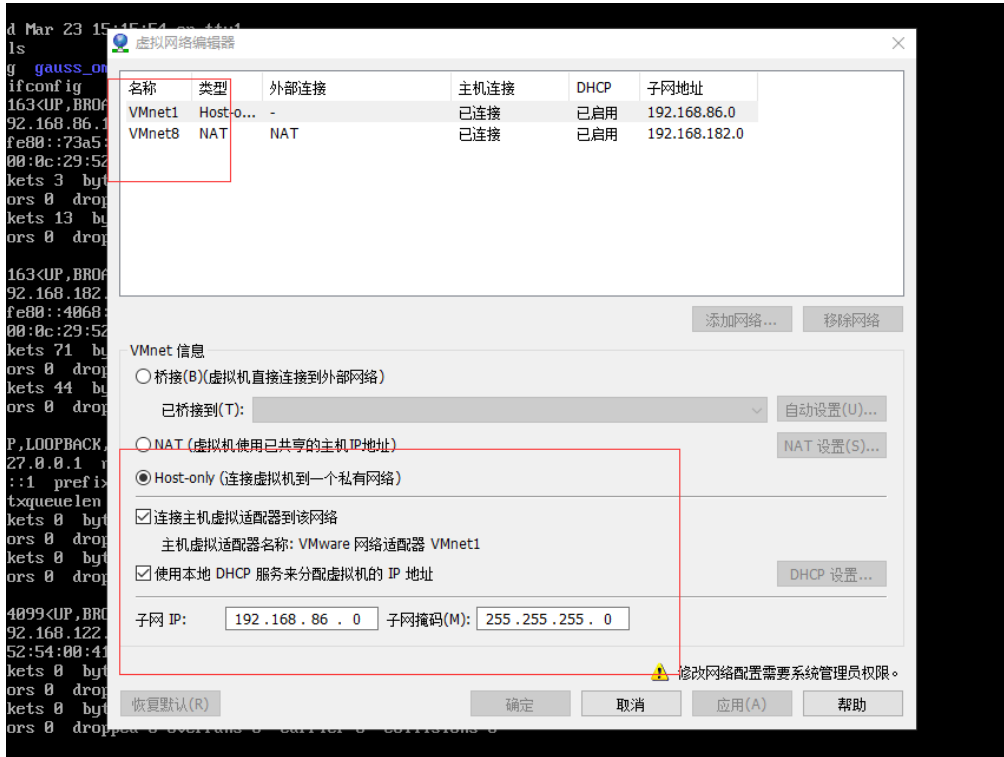 d Mar 23 15:15:54 on tty1
ls
g gauss_om
ifconfig
163<UP,BROA
92.168.86.1
fe80::73a5:
00:0c:29:52
kets 3 byt
ors 0 drop
kets 13 by
ors 0 drop
163<UP,BROA
92.168.182.
fe80::4068:
00:0c:29:52
kets 71 by
ors 0 drop
kets 44 by
ors 0 drop
P,LOOPBACK,
27.0.0.1
::1 prefix
txqueuelen
kets 0 byt
ors 0 drop
kets 0 byt
ors 0 drop
4099<UP,BRO
92.168.122.
52:54:00:41
kets 0 byt
ors 0 drop
kets 0 byt
ors 0 dropped 0 overruns 0 carrier 0 collisions 0
虚拟网络编辑器
名称 类型 外部连接 主机连接 DHCP 子网地址
VMnet1 Host-o... - 已连接 已启用 192.168.86.0
VMnet8 NAT NAT 已连接 已启用 192.168.182.0
添加网络... 移除网络
VMnet 信息
桥接(B)(虚拟机直接连接到外部网络)
已桥接到(T): 自动设置(U)...
NAT (虚拟机使用已共享的主机IP地址) NAT 设置(S)...
Host-only (连接虚拟机到一个私有网络)
连接主机虚拟适配器到该网络
主机虚拟适配器名称: VMware 网络适配器 VMnet1
使用本地 DHCP 服务来分配虚拟机的 IP 地址 DHCP 设置...
子网 IP: 192 . 168 . 86 . 0 子网掩码(M): 255 . 255 . 255 . 0
修改网络配置需要系统管理员权限。
恢复默认(R) 确定 取消 应用(A) 帮助